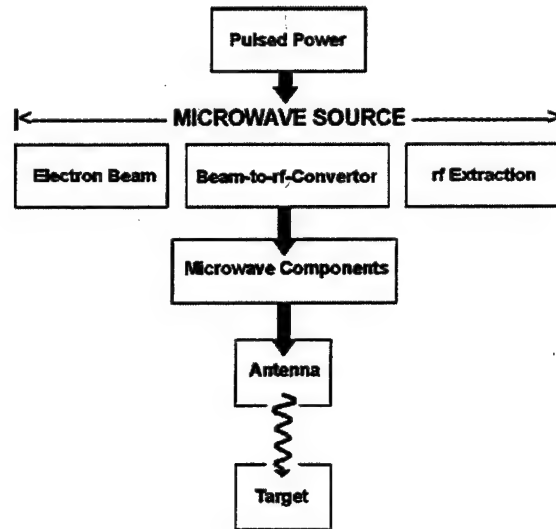 Pulsed Power
MICROWAVE SOURCE
Electron Beam
Beam-to-rf-Convertor
rf Extraction
Microwave Components
Antenna
Target